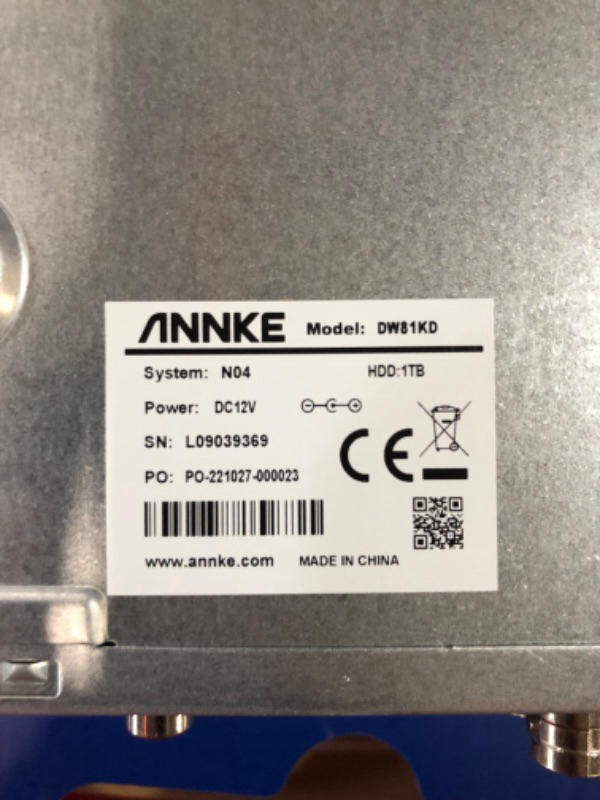 ANNKE Model: DW81KD
System: N04 HDD:1TB
Power: DC12V
SN: L09039369
PO: PO-221027-000023
CE
www.annke.com MADE IN CHINA